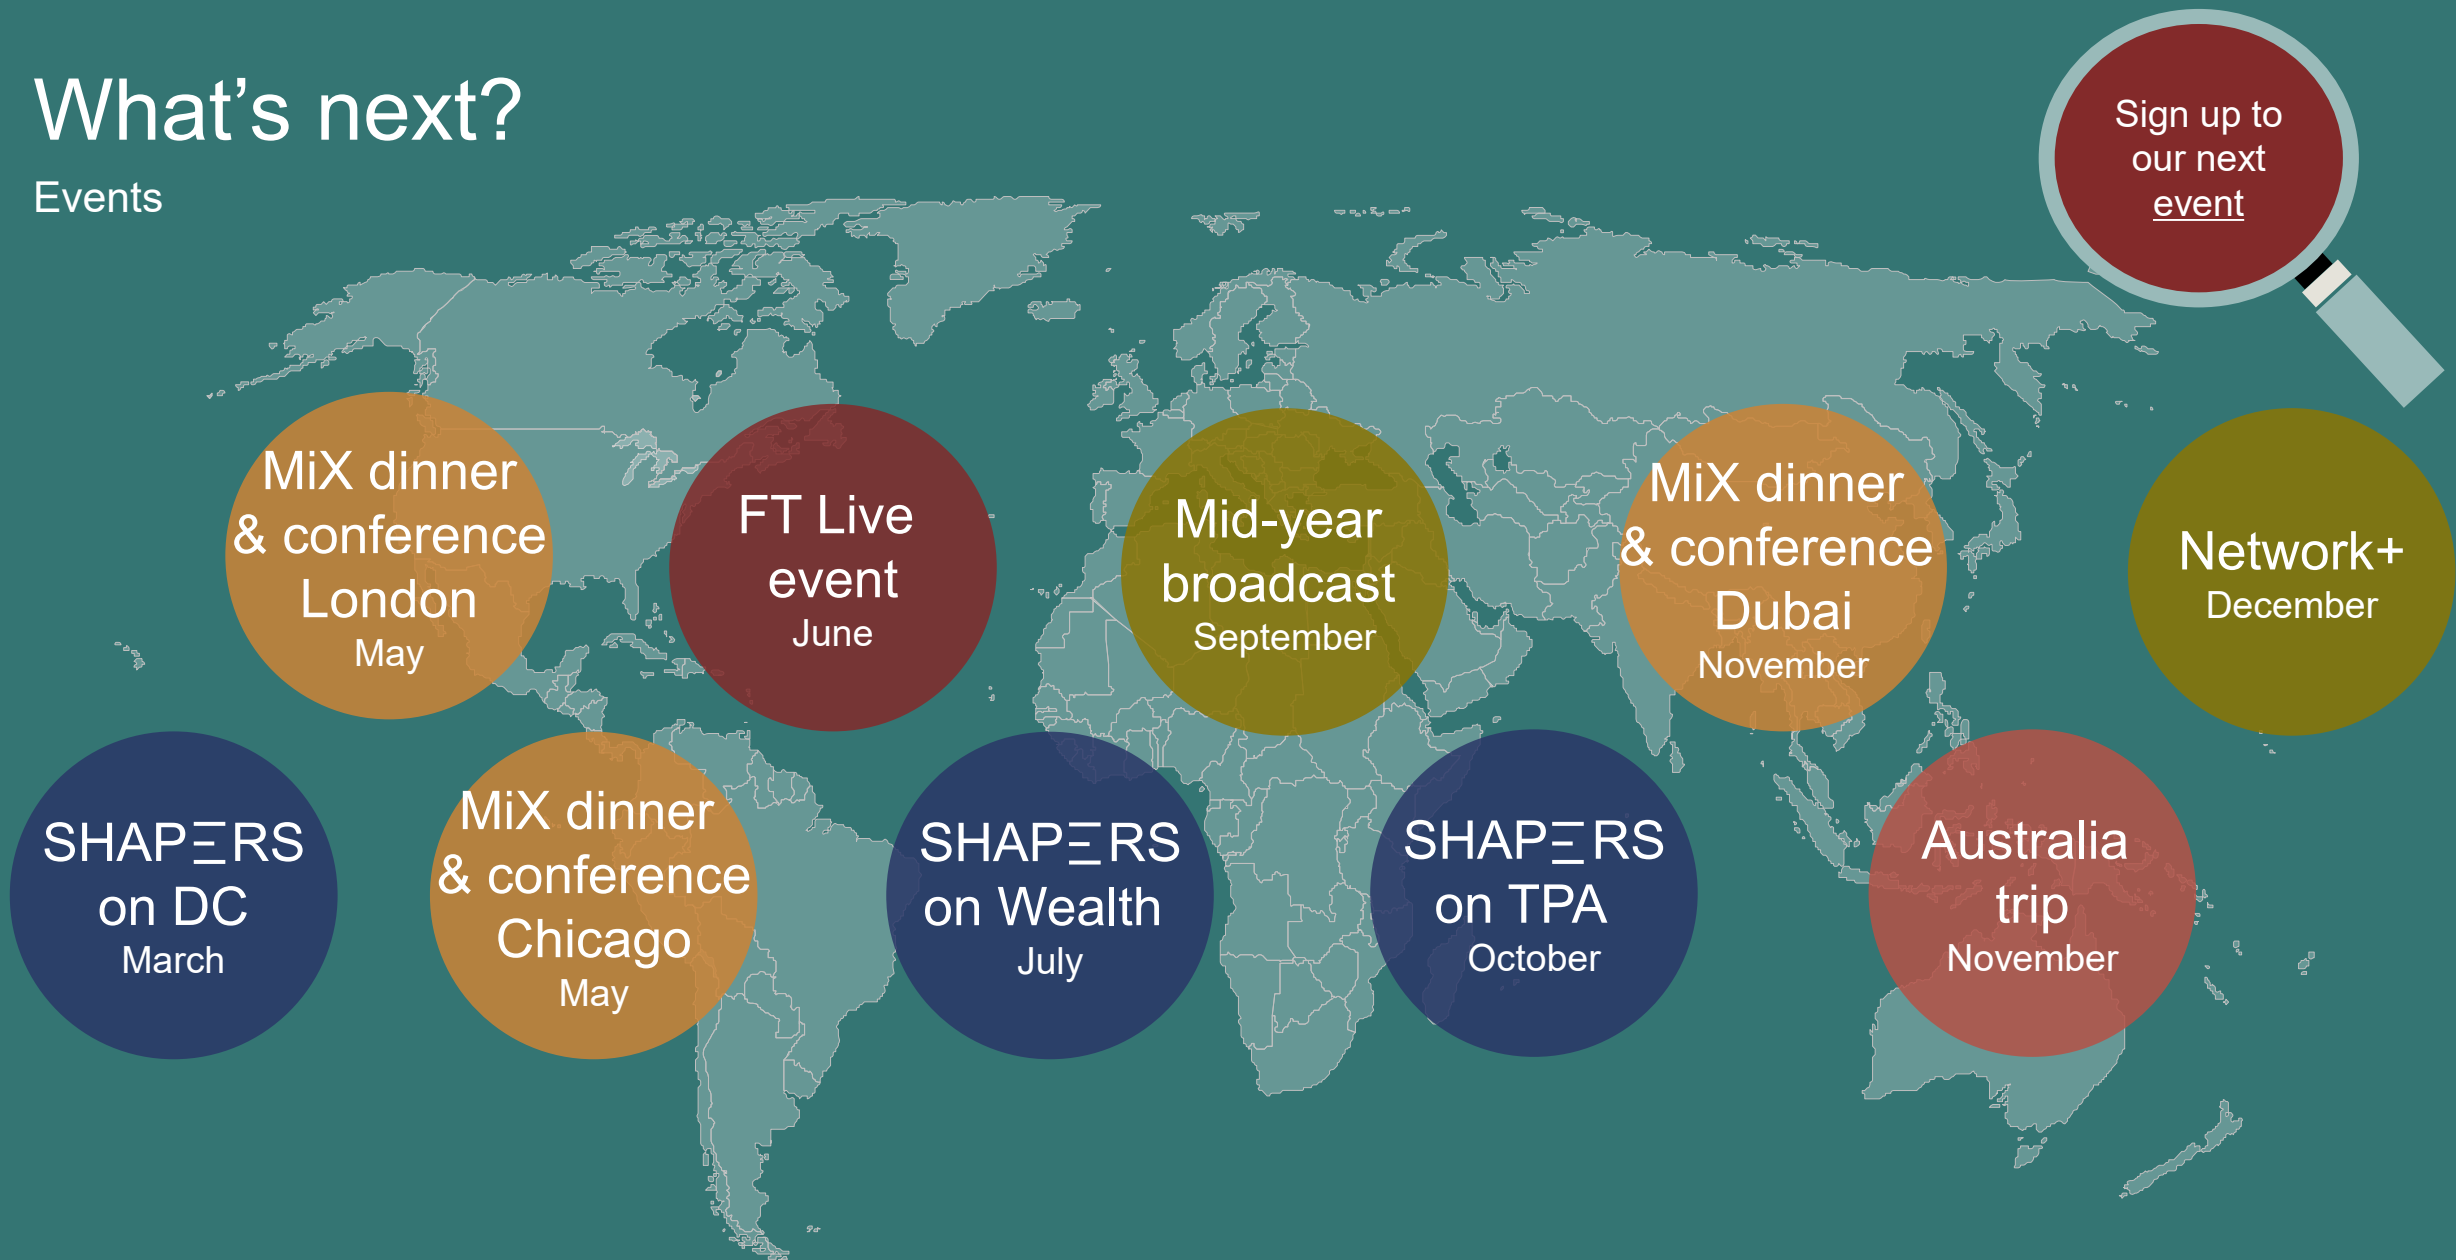 What's next?
Events
Sign up to
our next
event
MiX dinner
& conference
London
May
FT Live
event
June
Mid-year
broadcast
September
MiX dinner
& conference
Dubai
November
Network+
December
SHAPΞRS
on DC
March
MiX dinner
& conference
Chicago
May
SHAPΞRS
on Wealth
July
SHAPΞRS
on TPA
October
Australia
trip
November